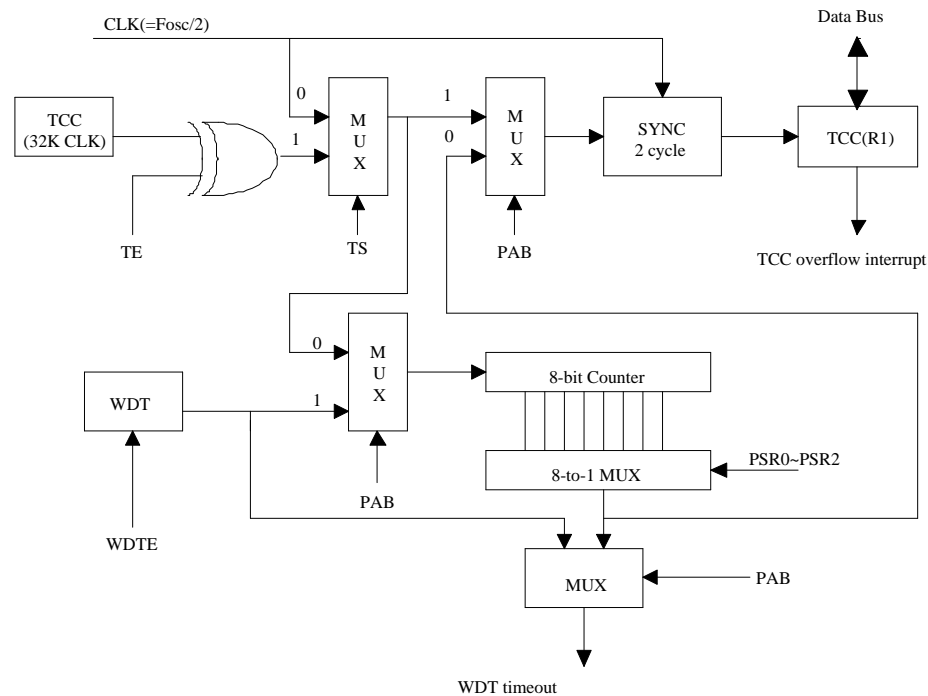 CLK(=Fosc/2)
Data Bus
0
1
TCC
(32K CLK)
1
0
M
U
X
M
U
X
SYNC
2 cycle
TCC(R1)
TE
TS
PAB
TCC overflow interrupt
0
M
U
X
8-bit Counter
WDT
1
PSR0~PSR2
8-to-1 MUX
PAB
WDTE
MUX
PAB
WDT timeout